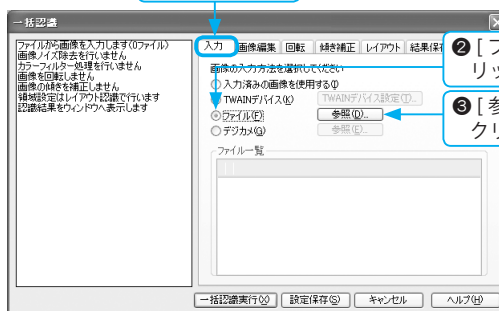 一括認識
ファイルから画像を入力します(0ファイル)
画像ノイズ除去を行いません
カラーフィルター処理を行いません
画像を回転しません
画像の傾きを補正しません
領域設定はレイアウト認識で行います
認識結果をウィンドウへ表示します
入力 画像編集 回転 傾き補正 レイアウト 結果(保存
画像の入力方法を選択してください
入力済みの画像を使用する(I)
TWAINデバイス(K) TWAINデバイス設定(T)...
ファイル(F) 参照(D)...
デジカメ(G) 参照(E)...
ファイル一覧
一括認識実行(X) 設定保存(S) キャンセル ヘルプ(H)
❷[フ
リッ
❸[参
クリ